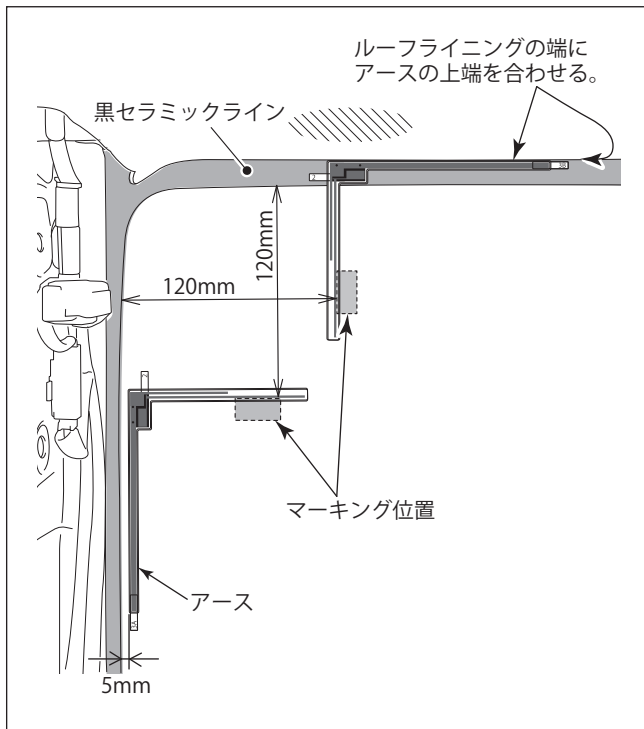 ルーフライニングの端に
アースの上端を合わせる。
黒セラミックライン
120mm
120mm
マーキング位置
アース
5mm